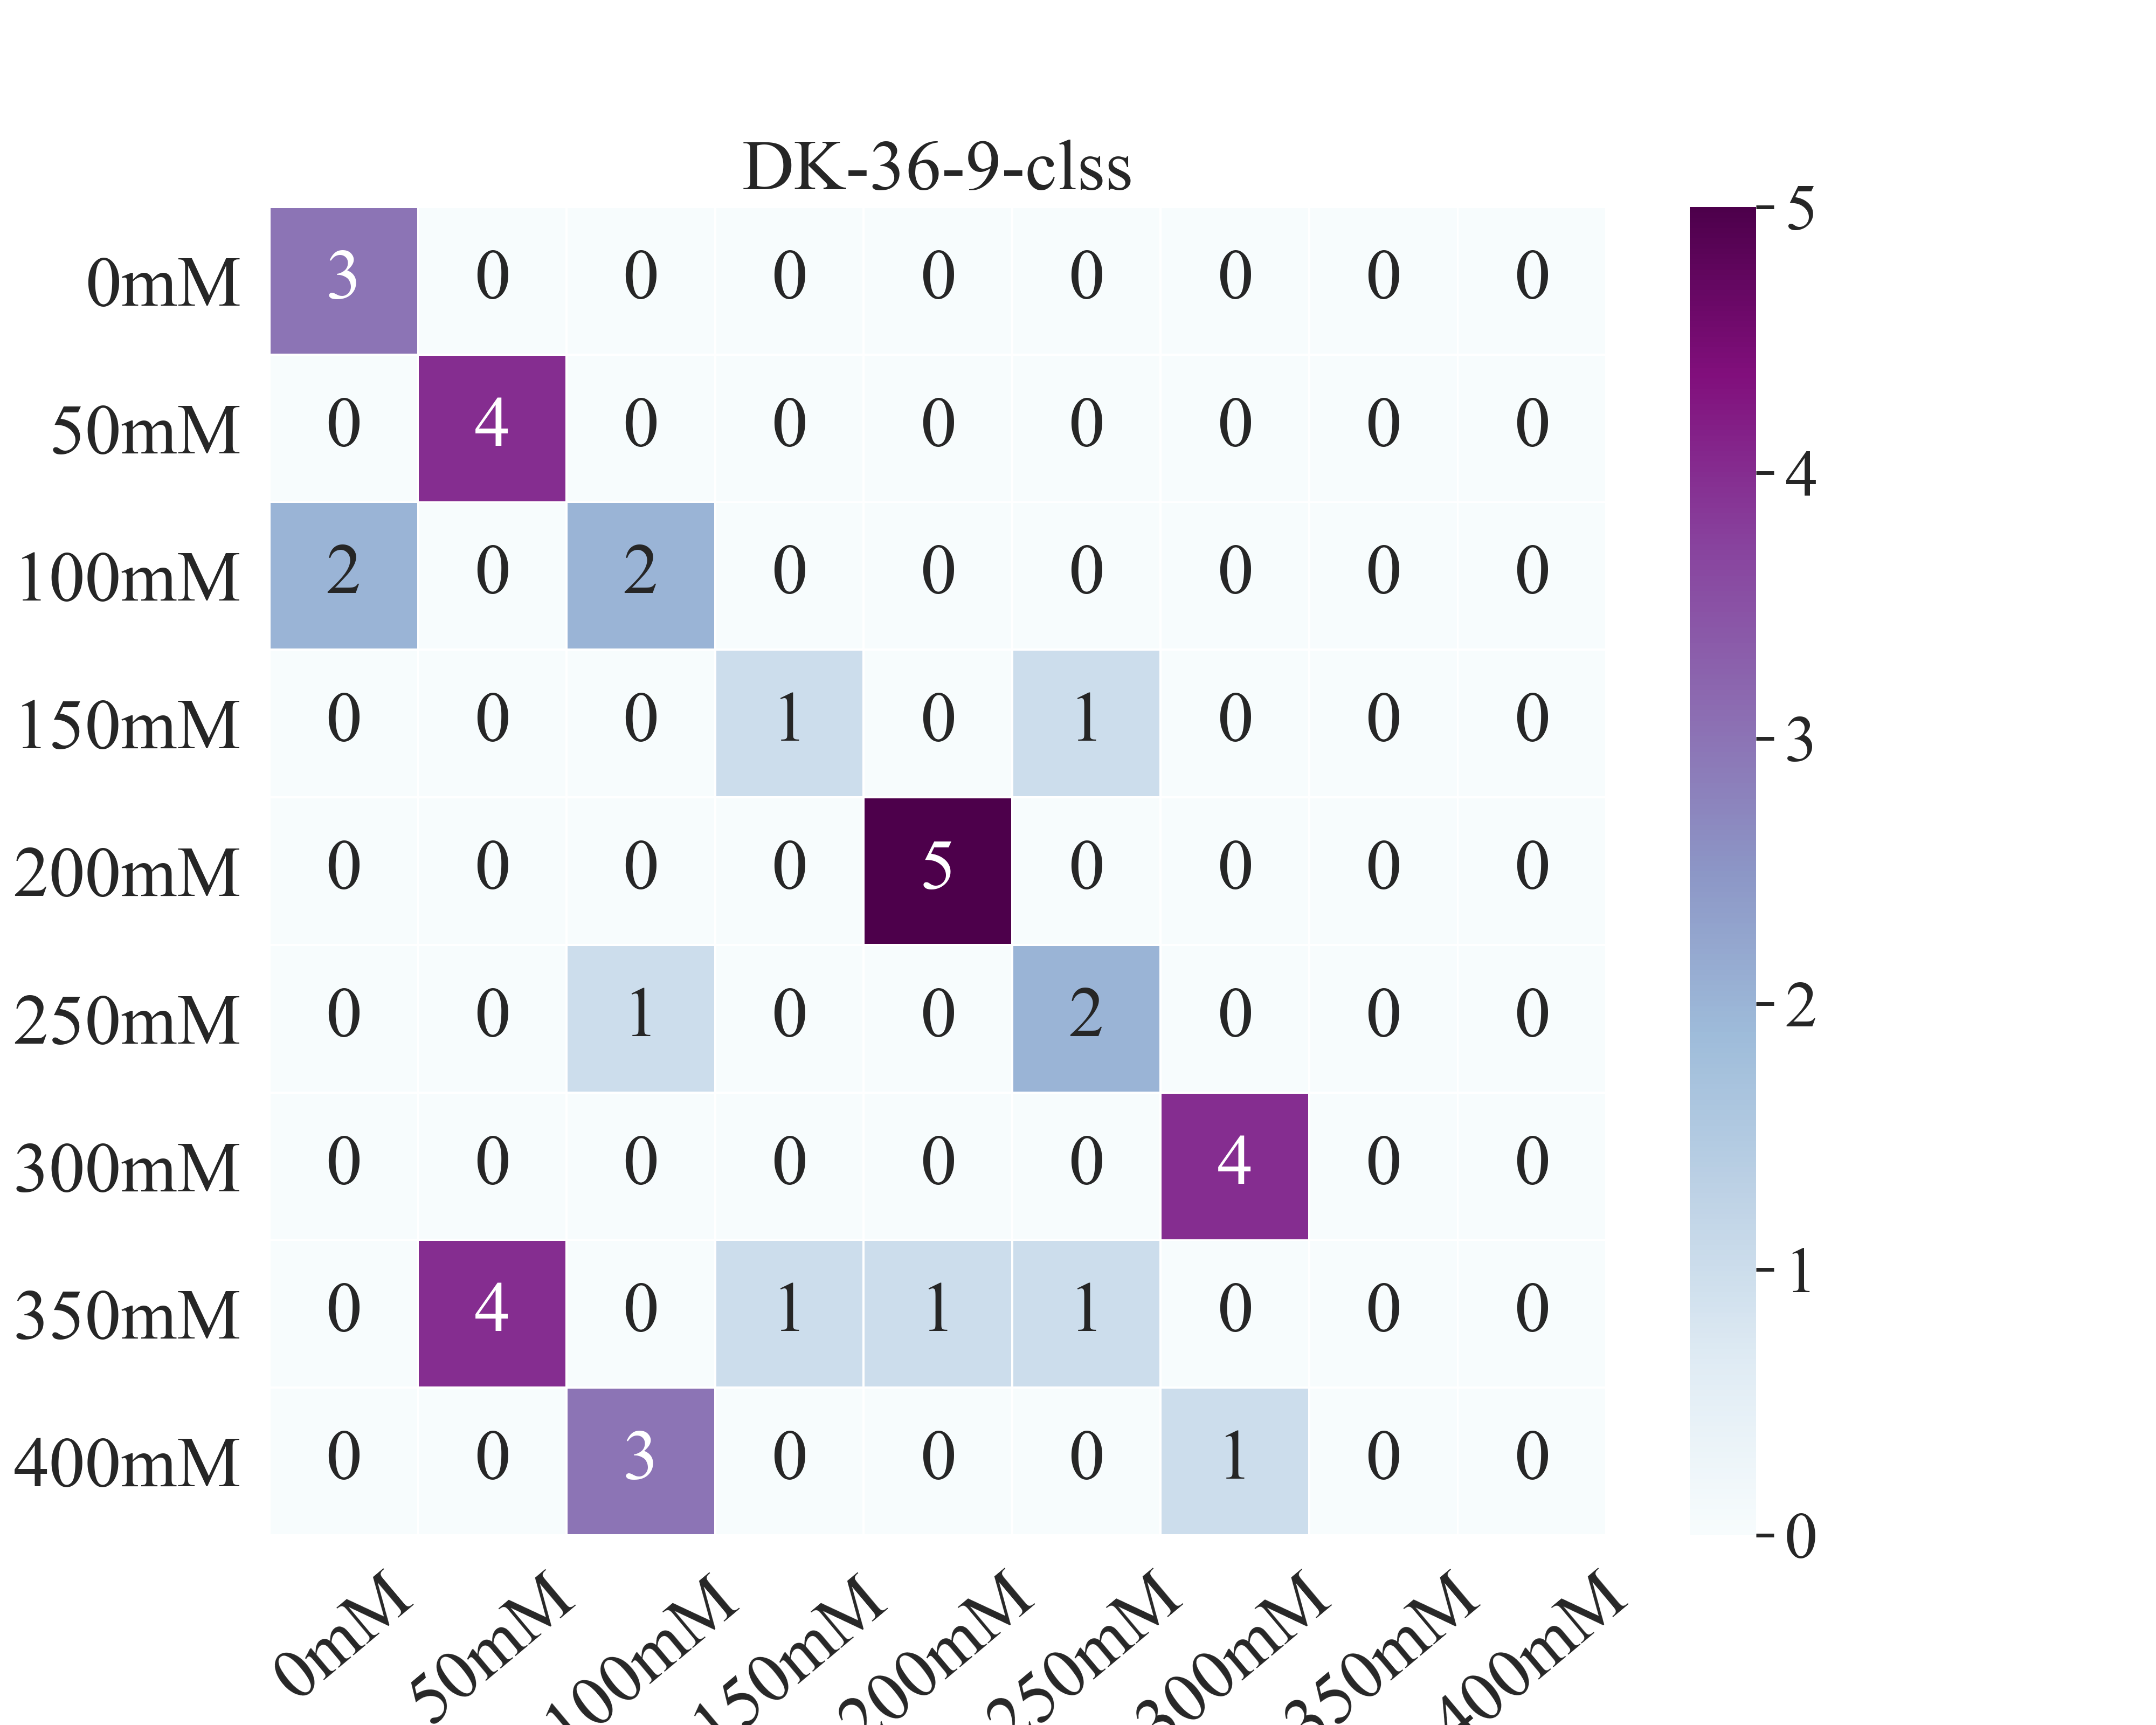 DK-36-9-clss
5
0mM 3 0 0 0 0 0 0 0 0
50mM 0 4 0 0 0 0 0 0 0
4
100mM 2 0 2 0 0 0 0 0 0
150mM 0 0 0 1 0 1 0 0 0
3
200mM 0 0 0 0 5 0 0 0 0
250mM 0 0 1 0 0 2 0 0 0
2
300mM 0 0 0 0 0 0 4 0 0
350mM 0 4 0 1 1 1 0 0 0
1
400mM 0 0 3 0 0 0 1 0 0
0
0mM 50mM 100mM 150mM 200mM 250mM 300mM 350mM 400mM